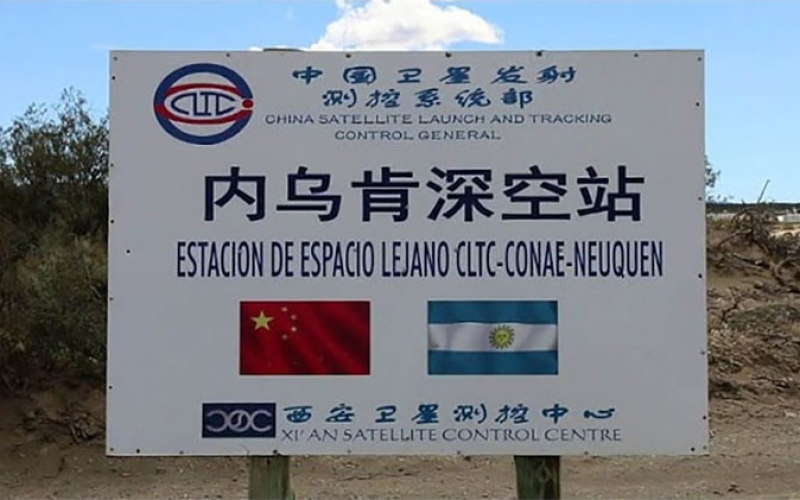 CLTC
中国卫星发射
测控系统部
CHINA SATELLITE LAUNCH AND TRACKING
CONTROL GENERAL
内乌肯深空站
ESTACION DE ESPACIO LEJANO CLTC-CONAE-NEUQUEN
西安卫星测控中心
XI'AN SATELLITE CONTROL CENTRE